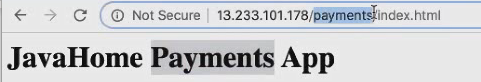 Not Secure | 13.233.101.178/payments/index.html
JavaHome Payments App